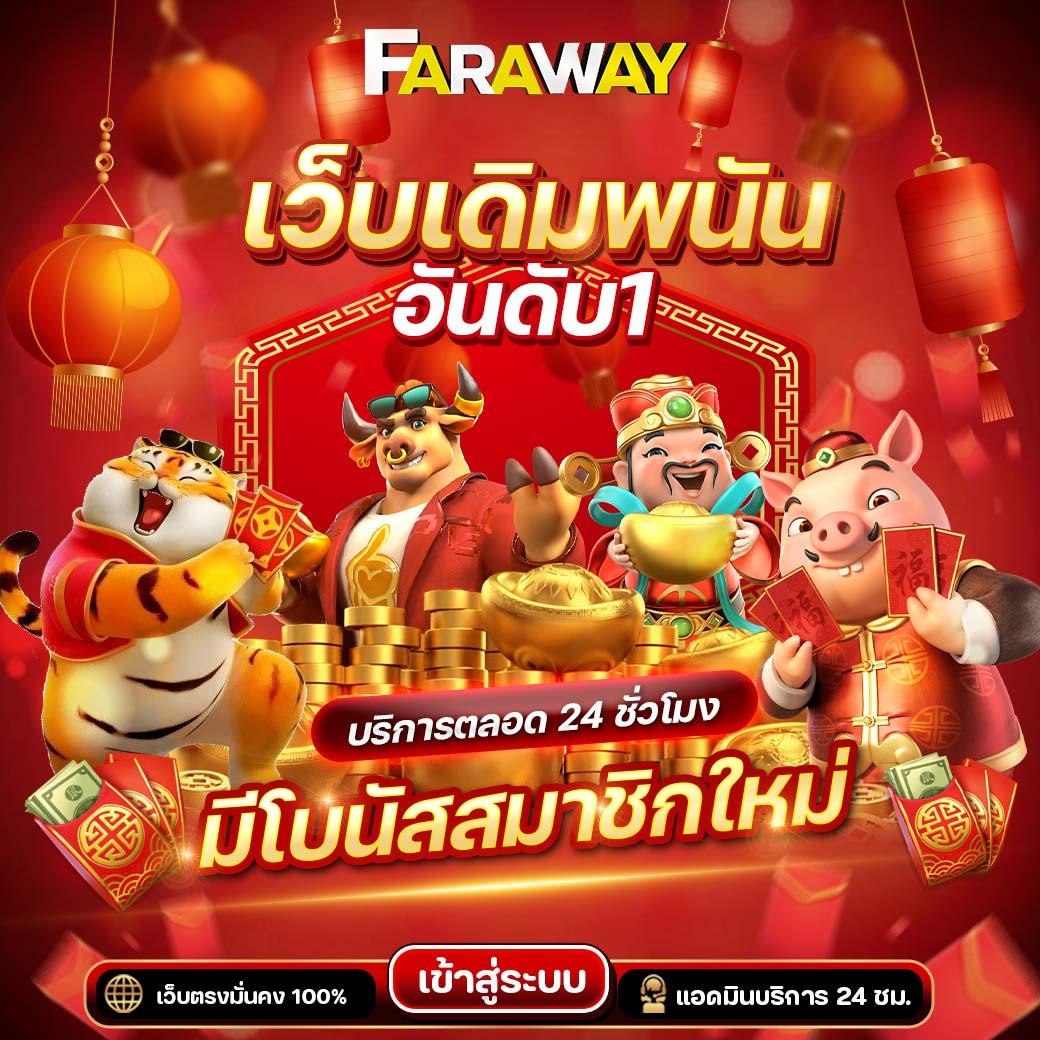 FARAWAY
เว็บเดิมพนัน
อันดับ1
บริการตลอด 24 ชั่วโมง
มีโบนัสสมาชิกใหม่
เว็บตรงมั่นคง 100%
เข้าสู่ระบบ
แอดมินบริการ 24 ชม.
福
福